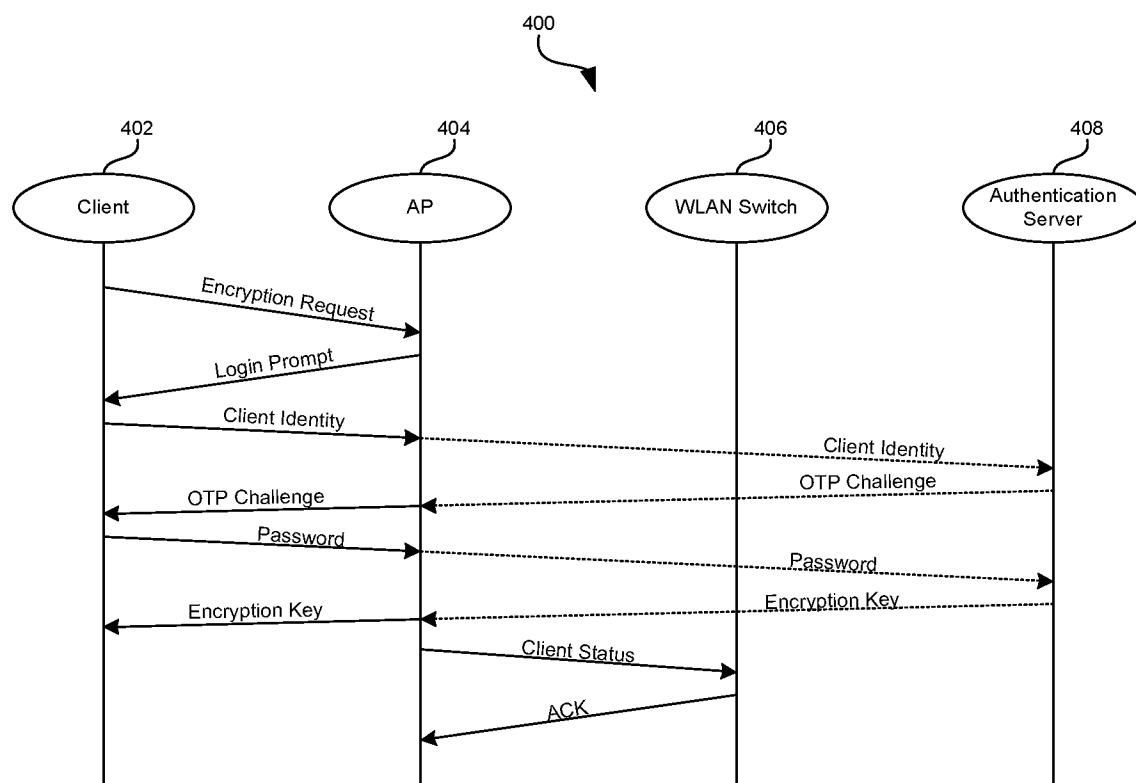 400
402
404
406
408
Client
AP
WLAN Switch
Authentication
Server
Encryption Request
Login Prompt
Client Identity
Client Identity
OTP Challenge
OTP Challenge
Password
Password
Encryption Key
Encryption Key
Client Status
ACK